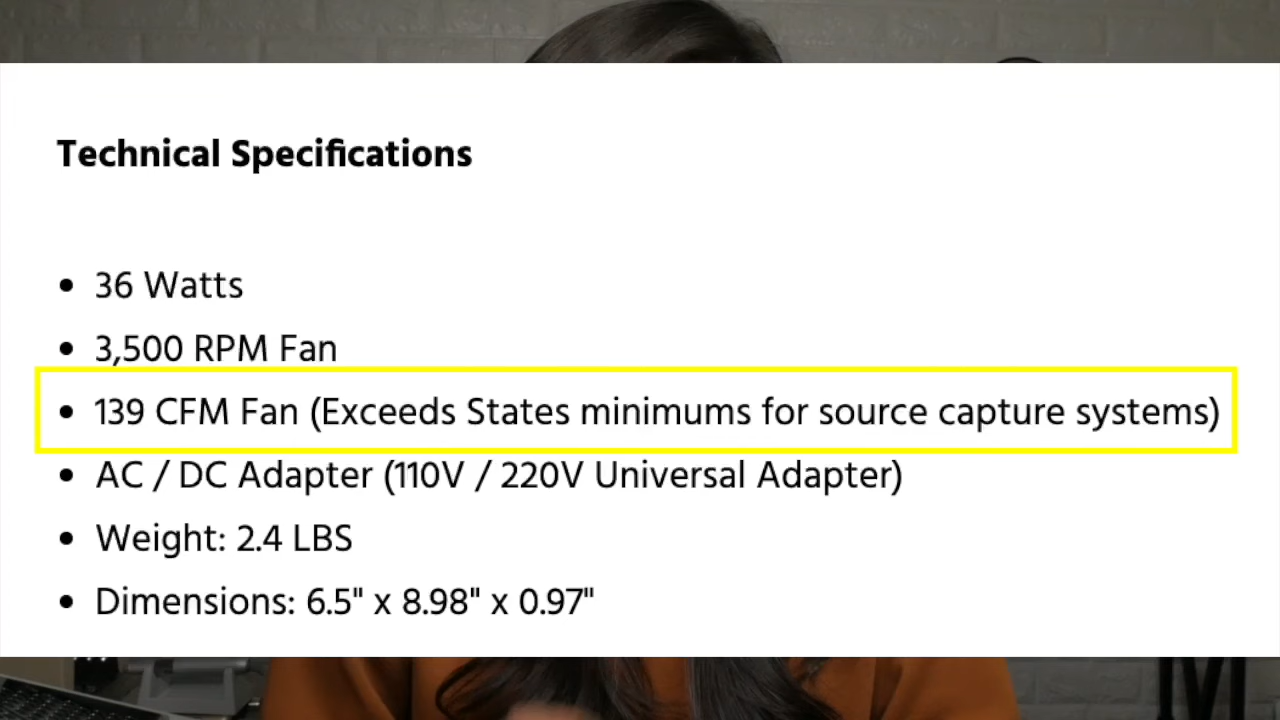 Technical Specifications
• 36 Watts
• 3,500 RPM Fan
• 139 CFM Fan (Exceeds States minimums for source capture systems)
• AC / DC Adapter (110V / 220V Universal Adapter)
• Weight: 2.4 LBS
• Dimensions: 6.5" x 8.98" x 0.97"